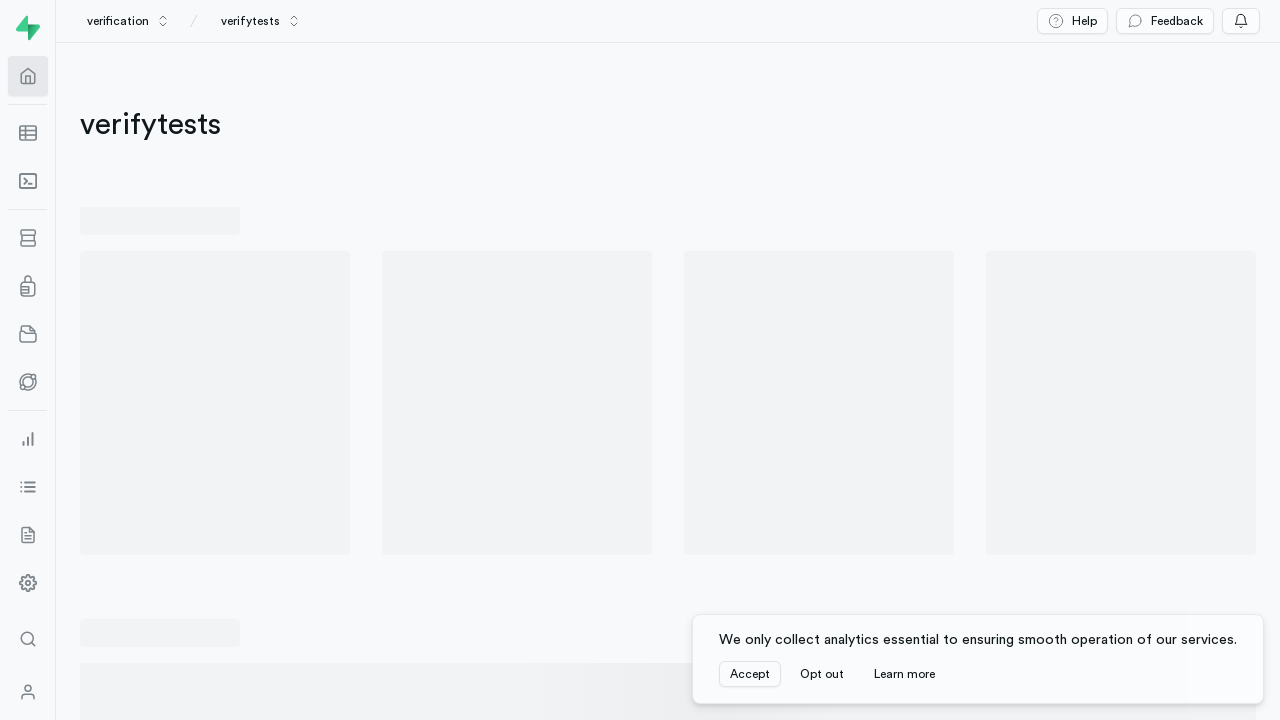 verification / verifytests
Help
Feedback
verifytests
We only collect analytics essential to ensuring smooth operation of our services.
Accept
Opt out
Learn more